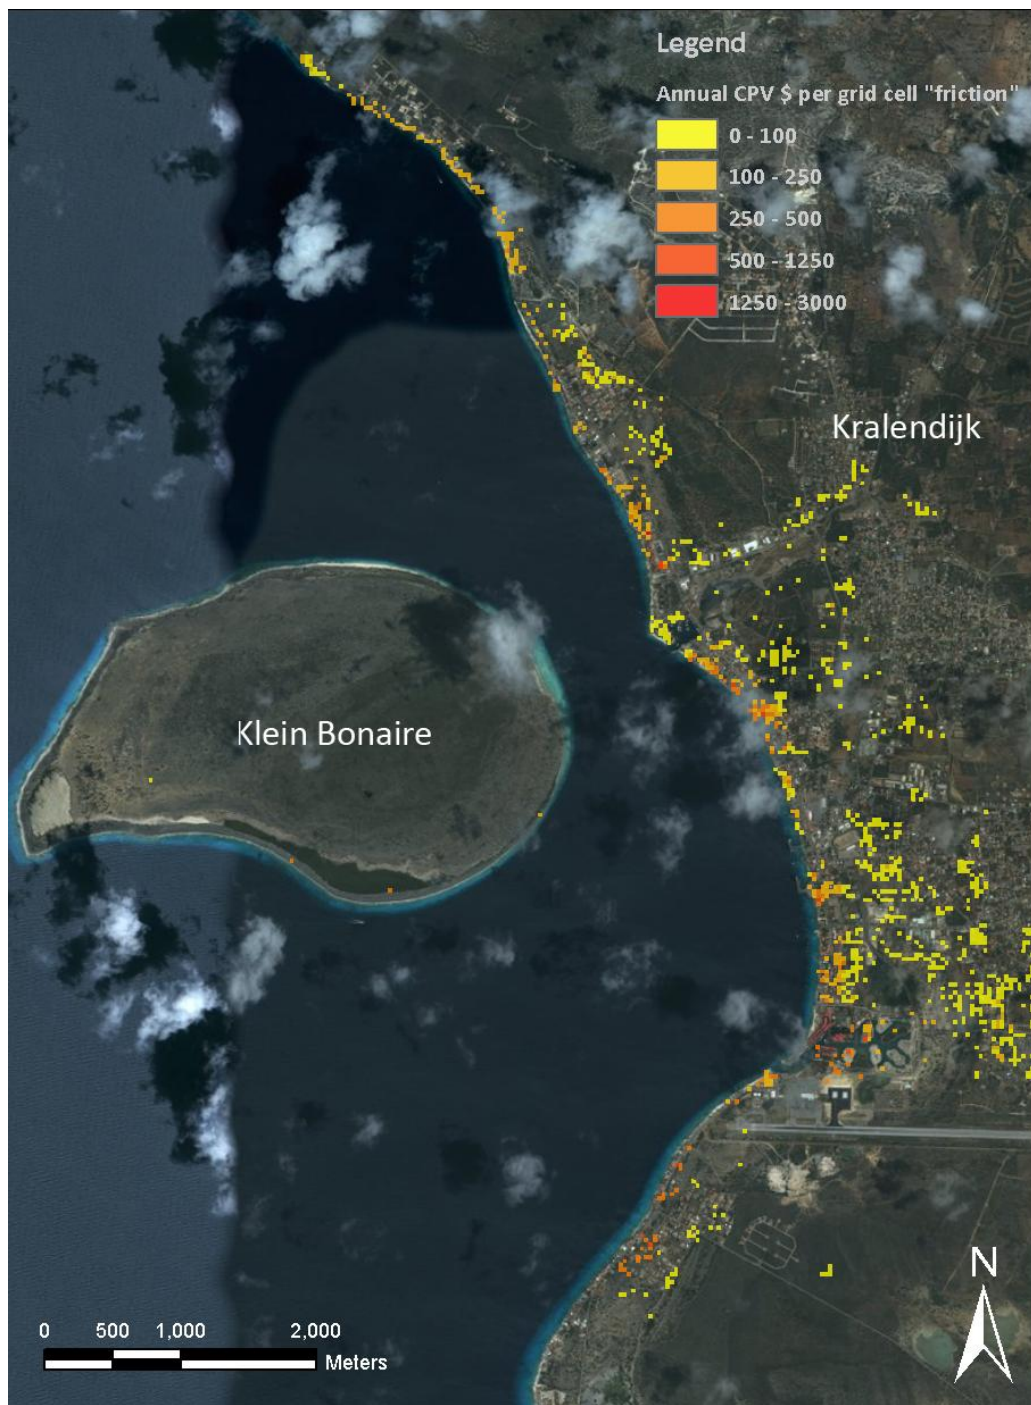 Legend
Annual CPV $ per grid cell "friction"
0 - 100
100 - 250
250 - 500
500 - 1250
1250 - 3000
Kralendijk
Klein Bonaire
N
0 500 1,000 2,000
Meters